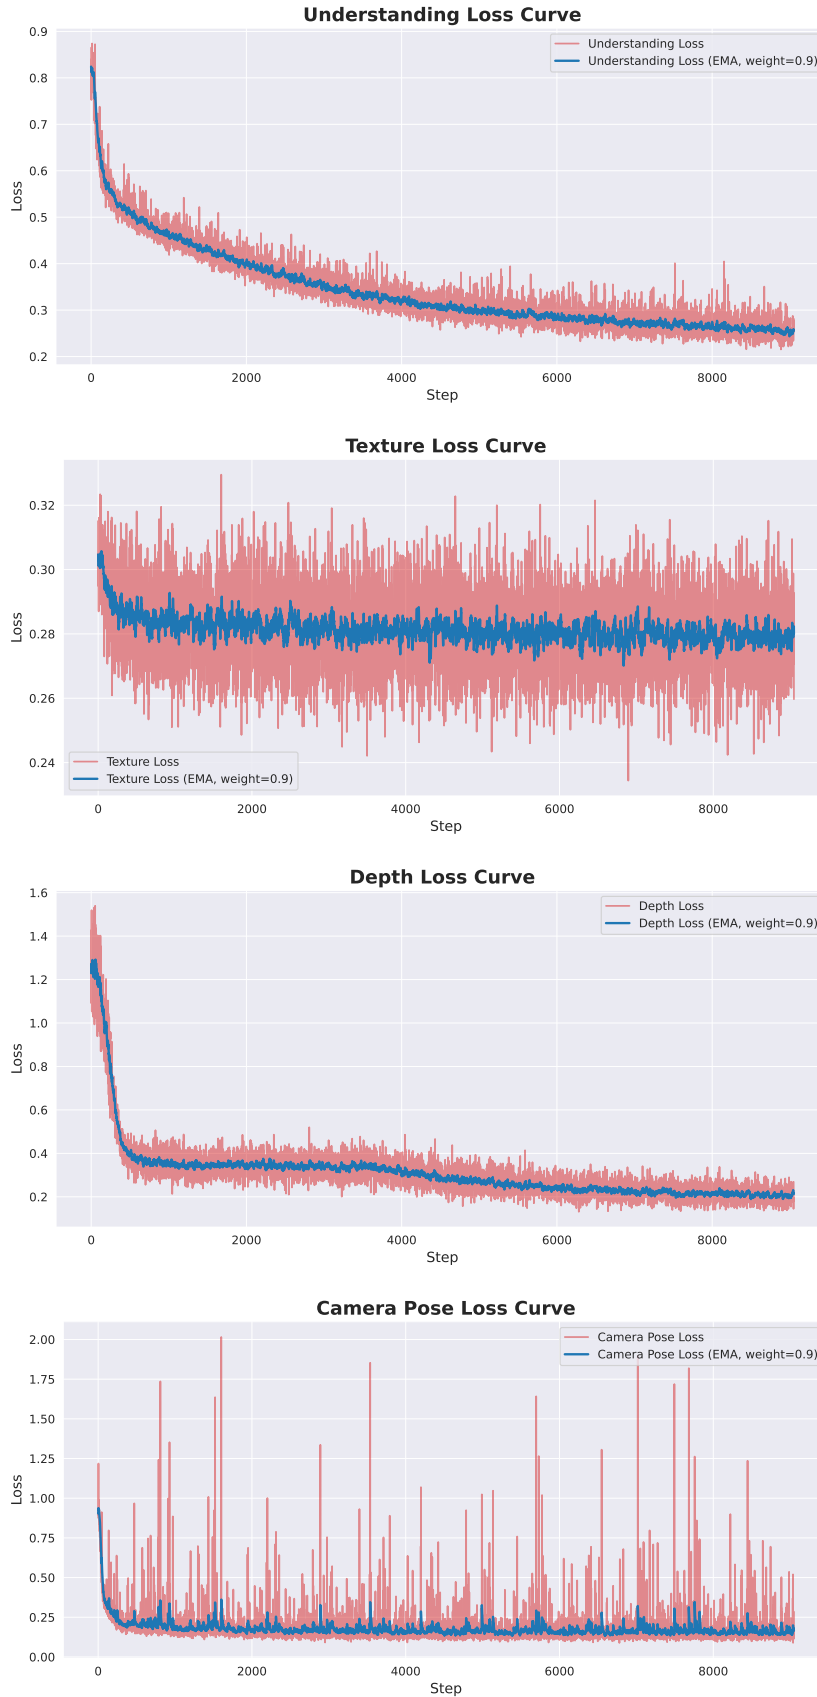 Understanding Loss Curve
Understanding Loss
Understanding Loss (EMA, weight=0.9)
0.9
0.8
0.7
0.6
0.5
0.4
0.3
0.2
Loss
0 2000 4000 6000 8000
Step
Texture Loss Curve
0.32
0.30
0.28
0.26
0.24
Loss
Texture Loss
Texture Loss (EMA, weight=0.9)
0 2000 4000 6000 8000
Step
Depth Loss Curve
Depth Loss
Depth Loss (EMA, weight=0.9)
1.6
1.4
1.2
1.0
0.8
0.6
0.4
0.2
Loss
0 2000 4000 6000 8000
Step
Camera Pose Loss Curve
Camera Pose Loss
Camera Pose Loss (EMA, weight=0.9)
2.00
1.75
1.50
1.25
1.00
0.75
0.50
0.25
0.00
Loss
0 2000 4000 6000 8000
Step